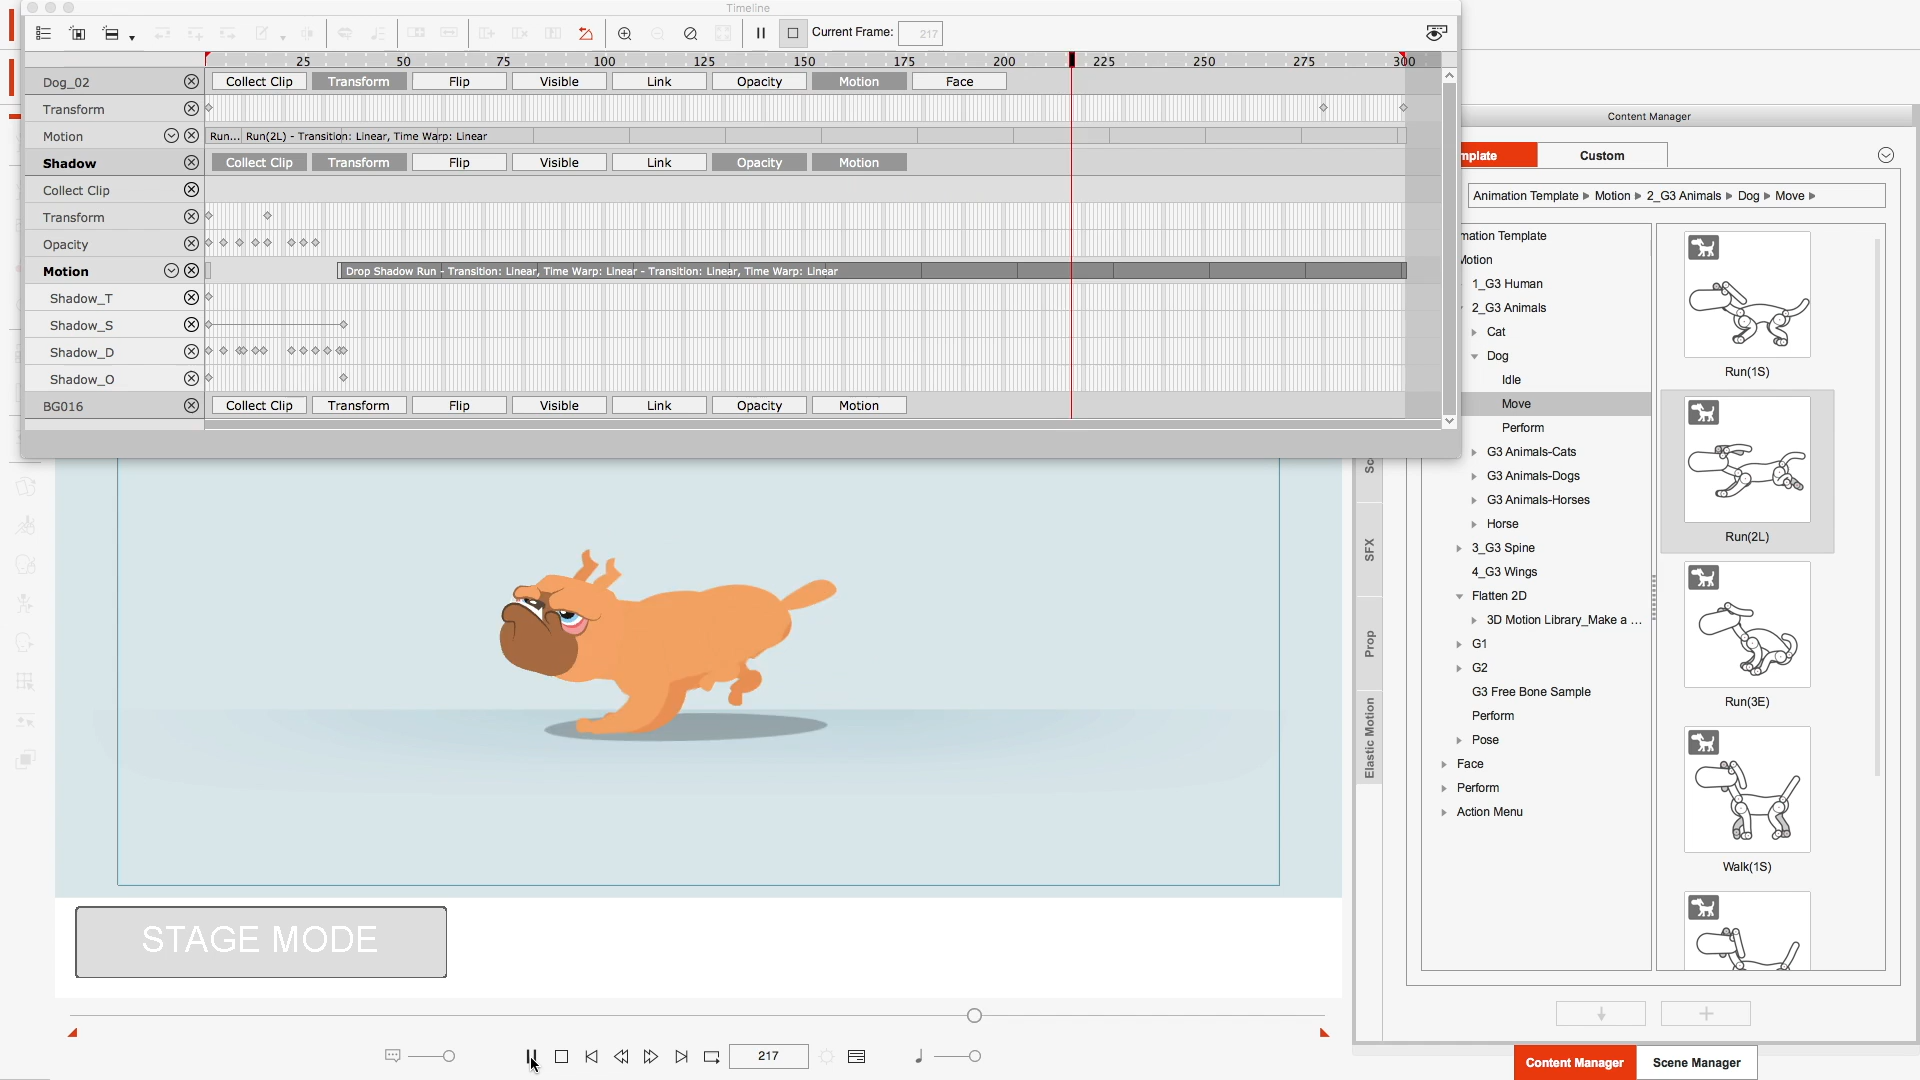 Timeline
Current Frame: 217
25 50 75 100 125 150 175 200 225 250 275 300
Dog_02 Collect Clip Transform Flip Visible Link Opacity Motion Face
Transform
Motion Run... Run(2L) - Transition: Linear, Time Warp: Linear
Shadow Collect Clip Transform Flip Visible Link Opacity Motion
Collect Clip
Transform
Opacity
Motion Drop Shadow Run - Transition: Linear, Time Warp: Linear - Transition: Linear, Time Warp: Linear
Shadow_T
Shadow_S
Shadow_D
Shadow_O
BG016 Collect Clip Transform Flip Visible Link Opacity Motion
STAGE MODE
217
Sc
SFX
Prop
Elastic Motion
Content Manager
mplate Custom
Animation Template Motion 2_G3 Animals Dog Move
mation Template
Motion
1_G3 Human
2_G3 Animals
Cat
Dog
Idle
Move
Perform
G3 Animals-Cats
G3 Animals-Dogs
G3 Animals-Horses
Horse
3_G3 Spine
4_G3 Wings
Flatten 2D
3D Motion Library_Make a ...
G1
G2
G3 Free Bone Sample
Perform
Pose
Face
Perform
Action Menu
Run(1S)
Run(2L)
Run(3E)
Walk(1S)
Content Manager Scene Manager